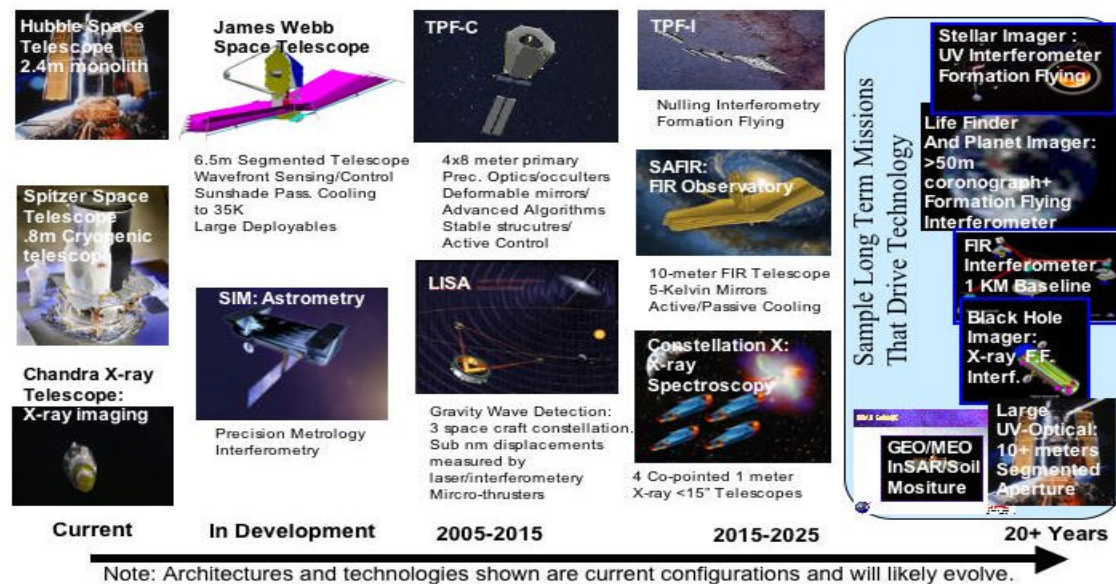 Hubble Space
Telescope
2.4m monolith
Spitzer Space
Telescope
.8m Cryogenic
telescope
Chandra X-ray
Telescope:
X-ray imaging
Current
James Webb
Space Telescope
6.5m Segmented Telescope
Wavefront Sensing/Control
Sunshade Pass. Cooling
to 35K
Large Deployables
SIM: Astrometry
Precision Metrology
Interferometry
In Development
TPF-C
4x8 meter primary
Prec. Optics/occulters
Deformable mirrors/
Advanced Algorithms
Stable strucutres/
Active Control
LISA
Gravity Wave Detection:
3 space craft constellation.
Sub nm displacements
measured by
laser/interferometery
Mircro-thrusters
2005-2015
TPF-I
Nulling Interferometry
Formation Flying
SAFIR:
FIR Observatory
10-meter FIR Telescope
5-Kelvin Mirrors
Active/Passive Cooling
Constellation X:
X-ray
Spectroscopy
4 Co-pointed 1 meter
X-ray <15" Telescopes
2015-2025
Sample Long Term Missions
That Drive Technology
Stellar Imager :
UV Interferometer
Formation Flying
Life Finder
And Planet Imager:
>50m
coronograph+
Formation Flying
Interferometer
FIR
Interferometer
1 KM Baseline
Black Hole
Imager:
X-ray F.F.
Interf.
GEO/MEO
InSAR/Soil
Mositure
Large
UV-Optical:
10+ meters
Segmented
Aperture
20+ Years
Note: Architectures and technologies shown are current configurations and will likely evolve.